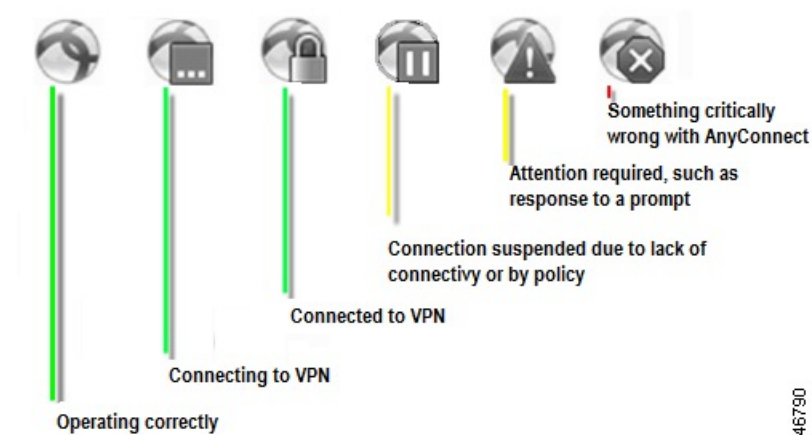 Something critically
wrong with AnyConnect
Attention required, such as
response to a prompt
Connection suspended due to lack of
connectivy or by policy
Connected to VPN
Connecting to VPN
Operating correctly
46790